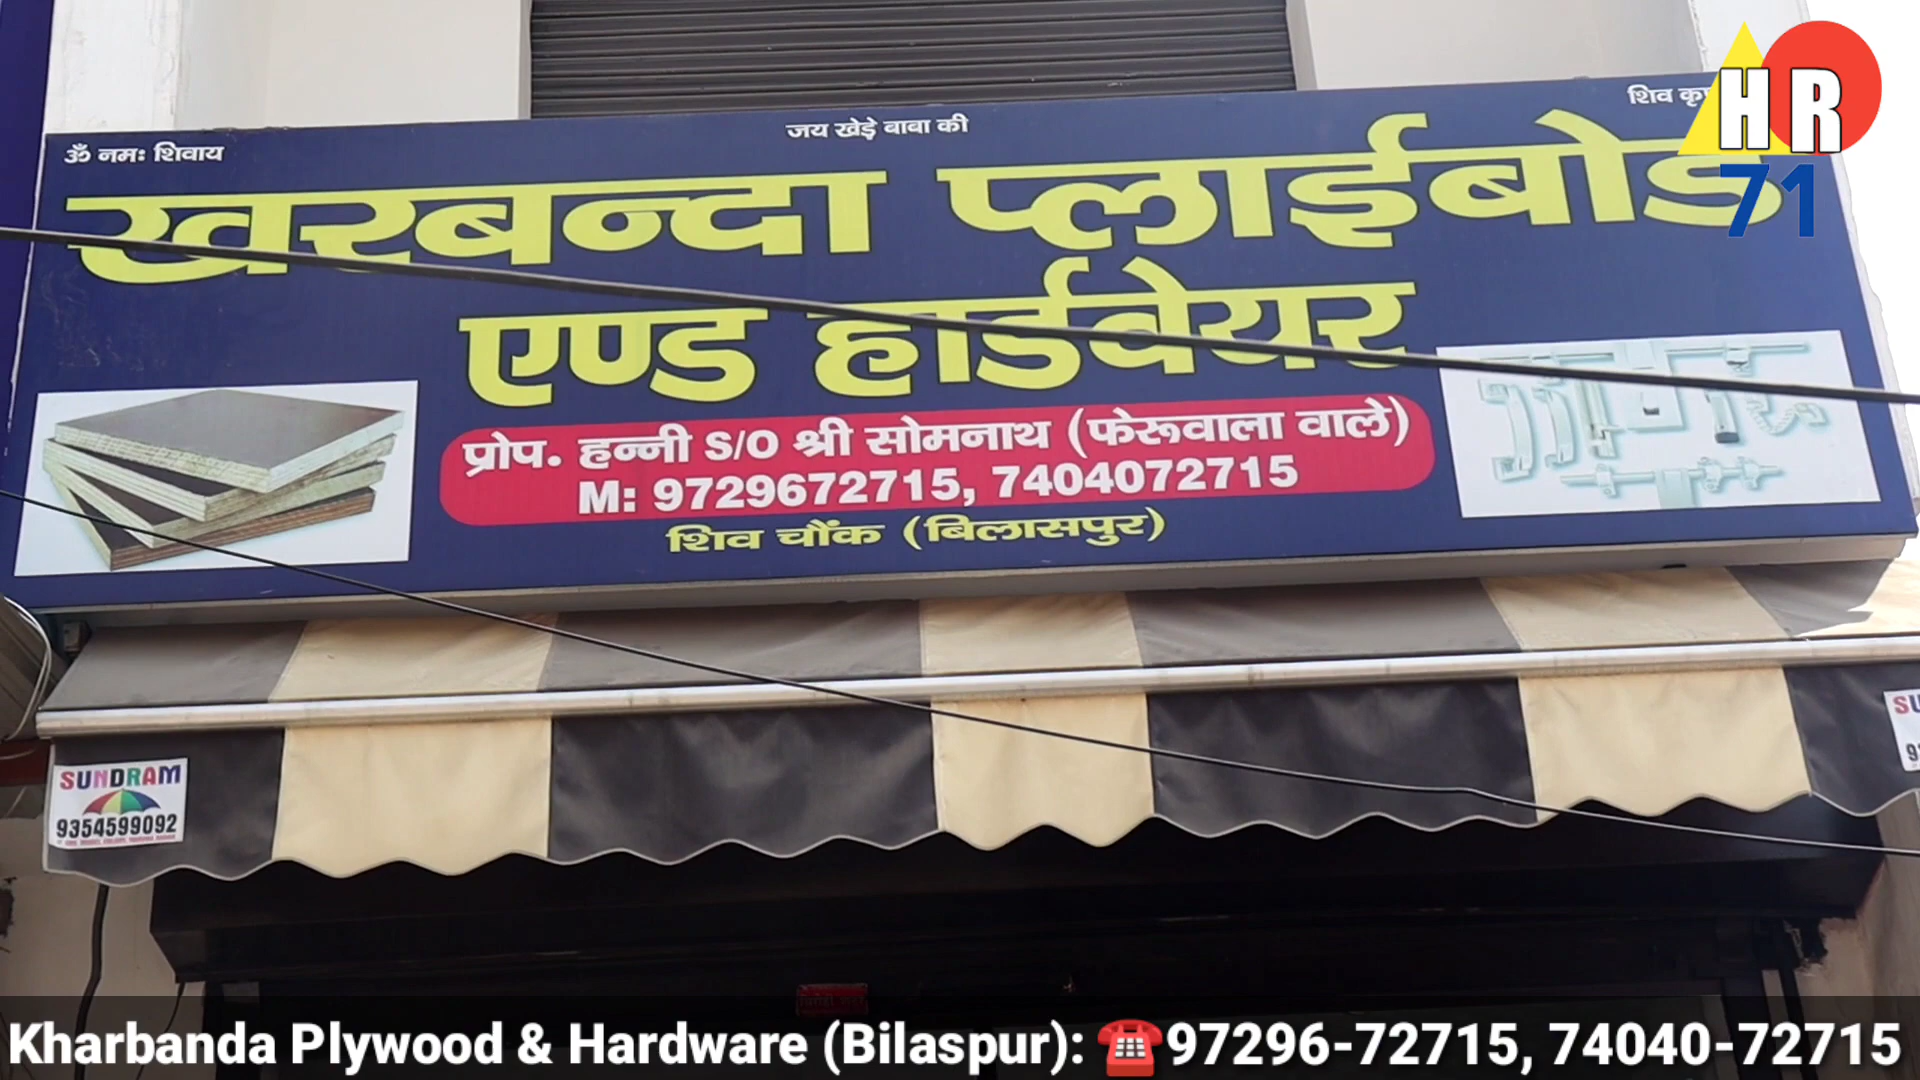 ॐ नमः शिवाय
जय खेड़े बाबा की
शिव
HR
71
खरबन्दा प्लाईबोर्ड
एण्ड हार्डवेयर
प्रोप. हन्नी S/O श्री सोमनाथ (फेरूवाला वाले)
M: 9729672715, 7404072715
शिव चौंक (बिलासपुर)
SUNDRAM
9354599092
SU
Kharbanda Plywood & Hardware (Bilaspur): ☎97296-72715, 74040-72715